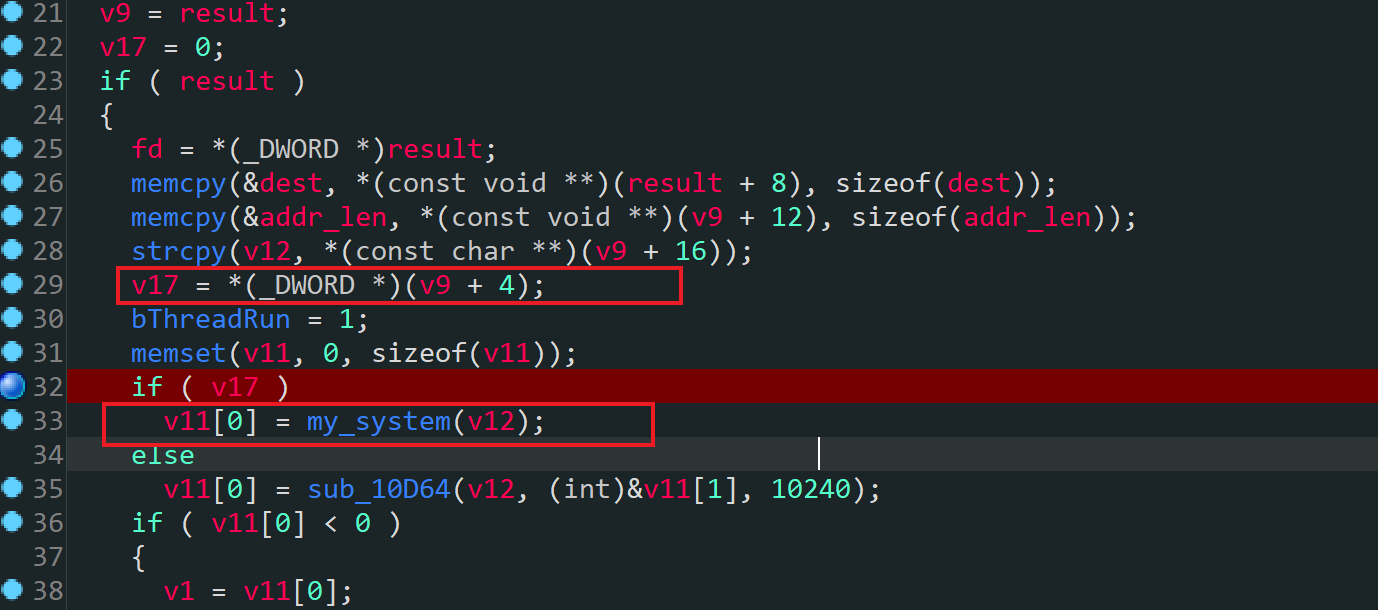 21 v9 = result;
22 v17 = 0;
23 if ( result )
24 {
25 fd = *(_DWORD *)result;
26 memcpy(&dest, *(const void **)(result + 8), sizeof(dest));
27 memcpy(&addr_len, *(const void **)(v9 + 12), sizeof(addr_len));
28 strcpy(v12, *(const char **)(v9 + 16));
29 v17 = *(_DWORD *)(v9 + 4);
30 bThreadRun = 1;
31 memset(v11, 0, sizeof(v11));
32 if ( v17 )
33 v11[0] = my_system(v12);
34 else
35 v11[0] = sub_10D64(v12, (int)&v11[1], 10240);
36 if ( v11[0] < 0 )
37 {
38 v1 = v11[0];